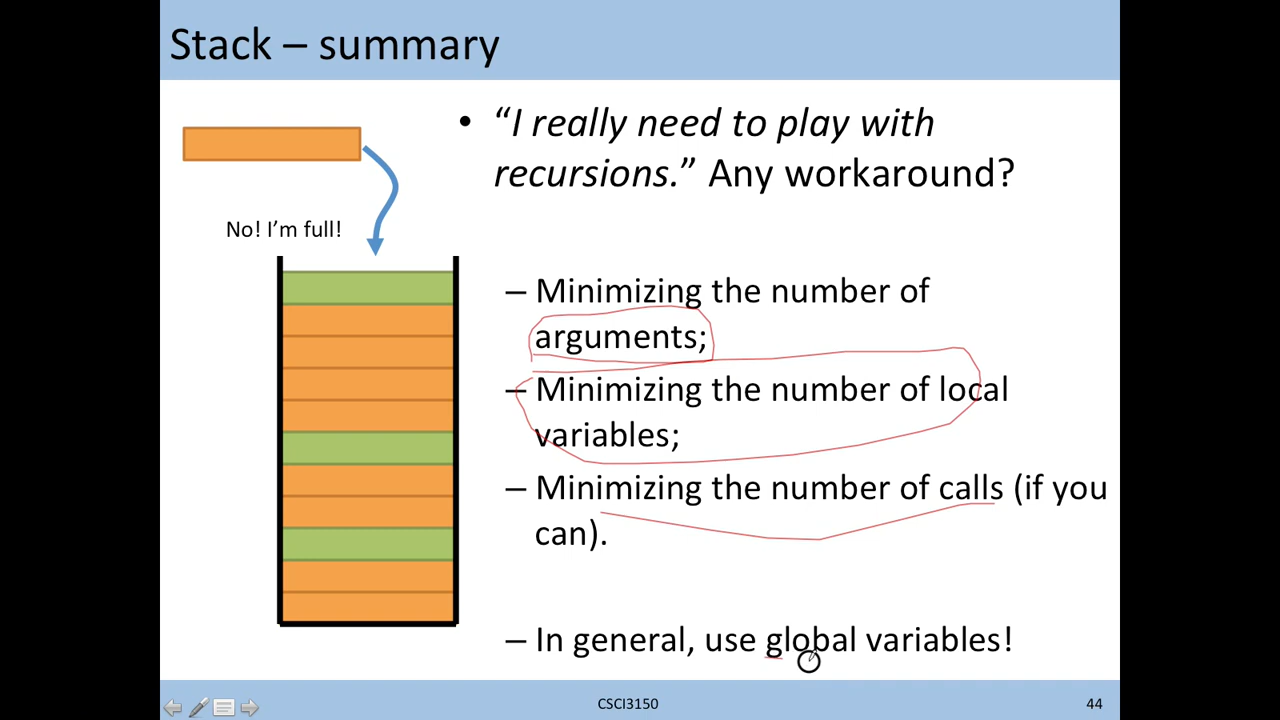 Stack – summary
• “I really need to play with
recursions.” Any workaround?
No! I’m full!
– Minimizing the number of
arguments;
– Minimizing the number of local
variables;
– Minimizing the number of calls (if you
can).
– In general, use global variables!
CSCI3150
44